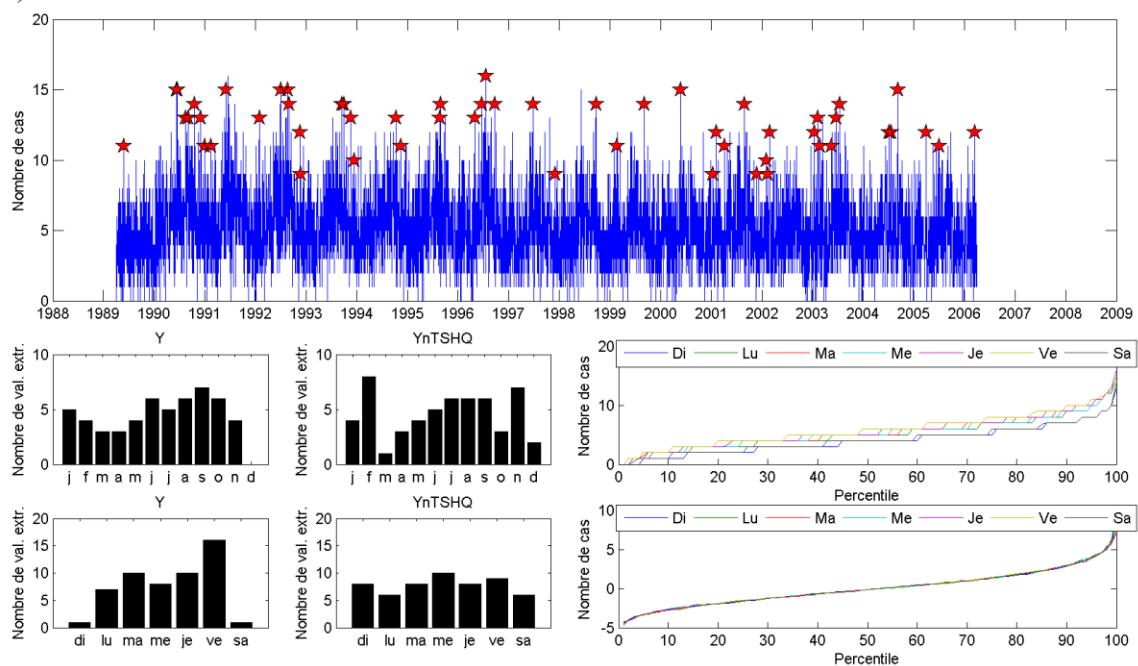 )
Nombre de cas
20
15
10
5
0
1988 1989 1990 1991 1992 1993 1994 1995 1996 1997 1998 1999 2000 2001 2002 2003 2004 2005 2006 2007 2008 2009
Y
Nombre de val. extr.
10
5
0
j f m a m j j a s o n d
YnTSHQ
Nombre de val. extr.
10
5
0
j f m a m j j a s o n d
Nombre de cas
20
10
0
Di Lu Ma Me Je Ve Sa
0 10 20 30 40 50 60 70 80 90 100
Percentile
Y
Nombre de val. extr.
20
15
10
5
0
di lu ma me je ve sa
YnTSHQ
Nombre de val. extr.
20
15
10
5
0
di lu ma me je ve sa
Nombre de cas
10
5
0
-5
Di Lu Ma Me Je Ve Sa
0 10 20 30 40 50 60 70 80 90 100
Percentile